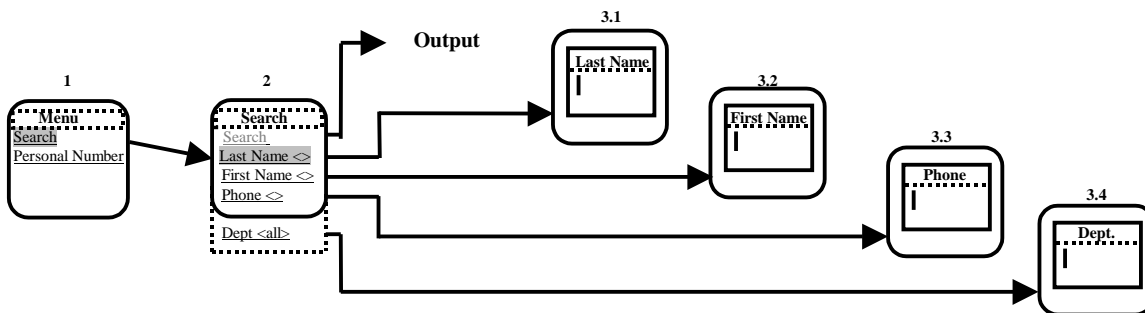 1
Menu
Search
Personal Number
2
Search
Search
Last Name <>
First Name <>
Phone <>
Dept <all>
Output
3.1
Last Name
3.2
First Name
3.3
Phone
3.4
Dept.